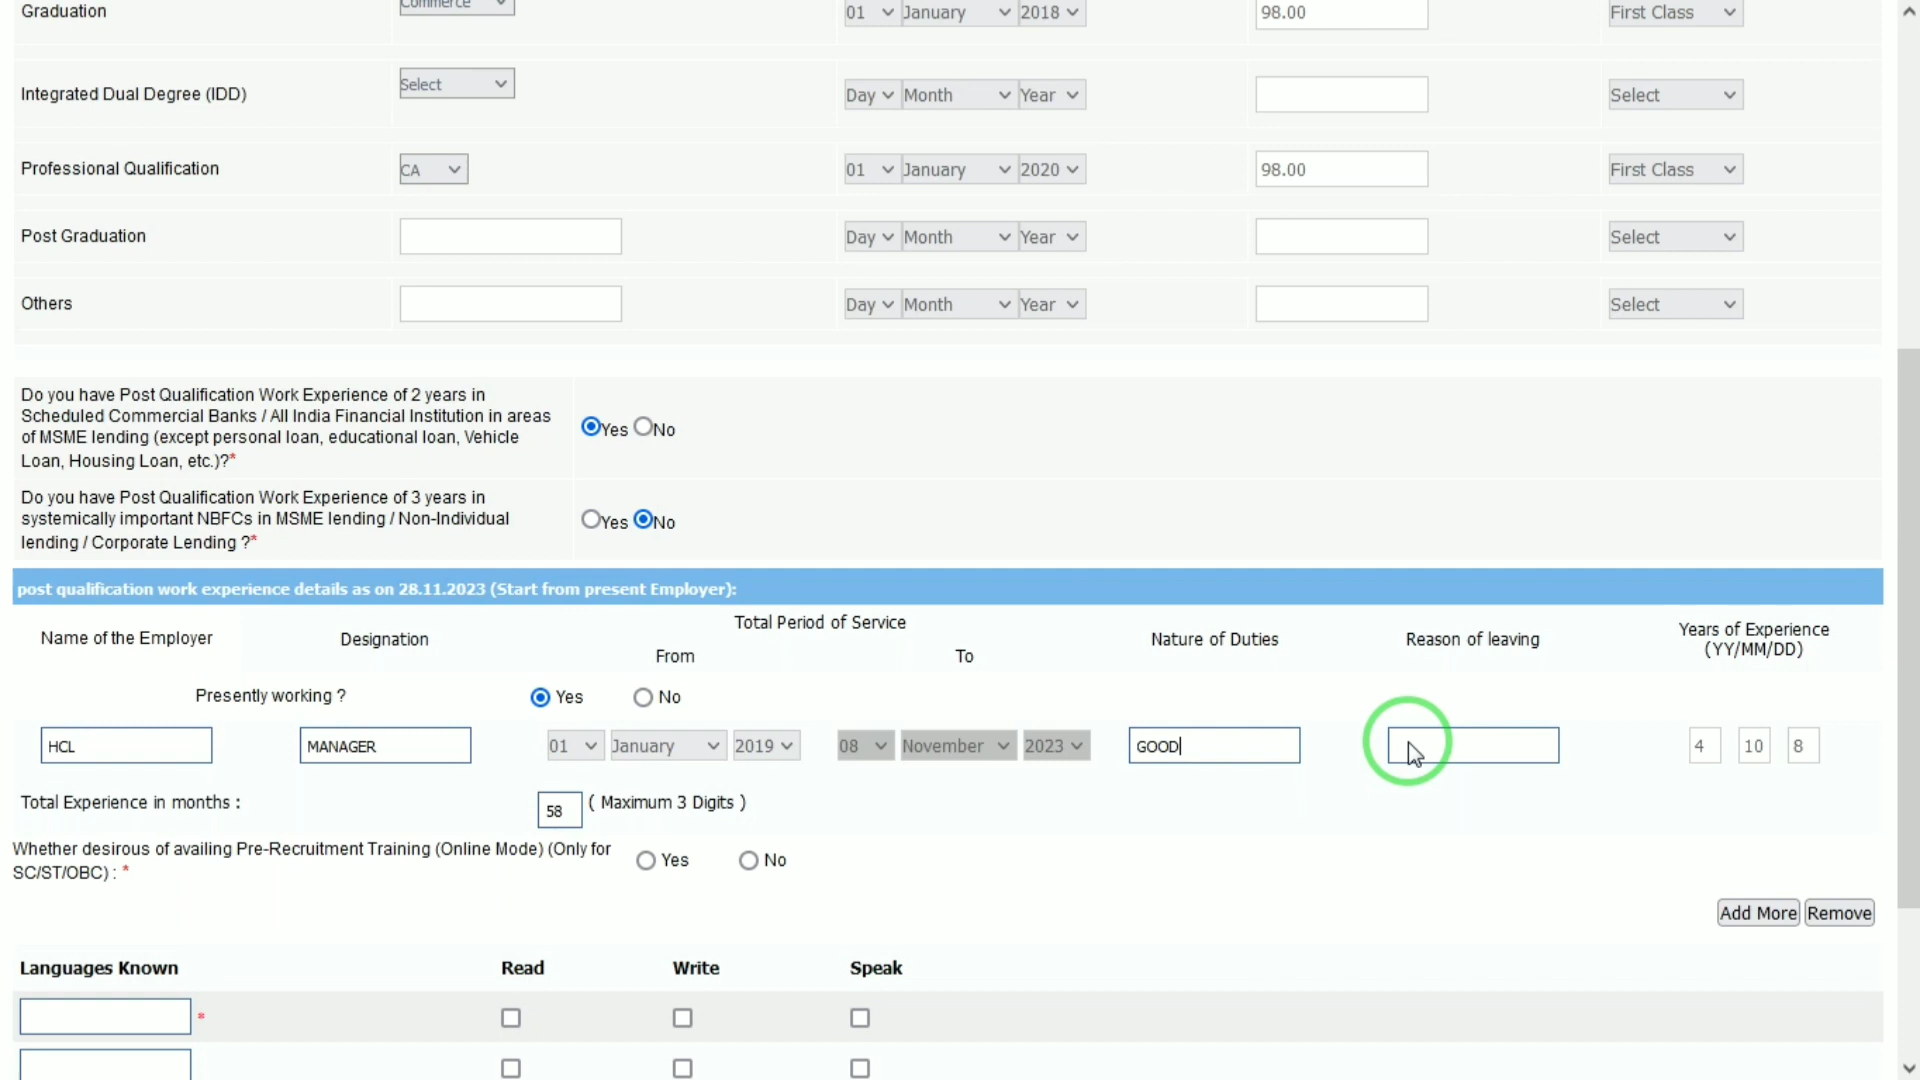 Graduation Commerce 01 January 2018 98.00 First Class
Integrated Dual Degree (IDD) Select Day Month Year Select
Professional Qualification CA 01 January 2020 98.00 First Class
Post Graduation Day Month Year Select
Others Day Month Year Select
Do you have Post Qualification Work Experience of 2 years in
Scheduled Commercial Banks / All India Financial Institution in areas
of MSME lending (except personal loan, educational loan, Vehicle
Loan, Housing Loan, etc.)?*
Yes No
Do you have Post Qualification Work Experience of 3 years in
systemically important NBFCs in MSME lending / Non-Individual
lending / Corporate Lending ?*
Yes No
post qualification work experience details as on 28.11.2023 (Start from present Employer):
Name of the Employer Designation Total Period of Service Nature of Duties Reason of leaving Years of Experience
(YY/MM/DD)
From To
Presently working ? Yes No
HCL MANAGER 01 January 2019 08 November 2023 GOOD 4 10 8
Total Experience in months : 58 ( Maximum 3 Digits )
Whether desirous of availing Pre-Recruitment Training (Online Mode) (Only for
SC/ST/OBC) : * Yes No
Add More Remove
Languages Known Read Write Speak
*